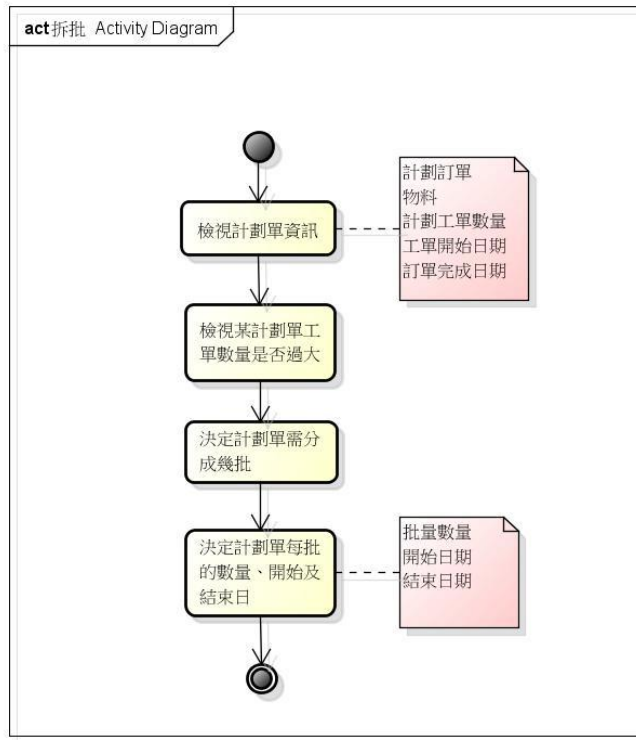 act 拆批 Activity Diagram
檢視計劃單資訊
計劃訂單
物料
計劃工單數量
工單開始日期
訂單完成日期
檢視某計劃單工
單數量是否過大
決定計劃單需分
成幾批
決定計劃單每批
的數量、開始及
結束日
批量數量
開始日期
結束日期